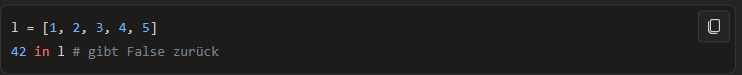 l = [1, 2, 3, 4, 5]
42 in l # gibt False zurück